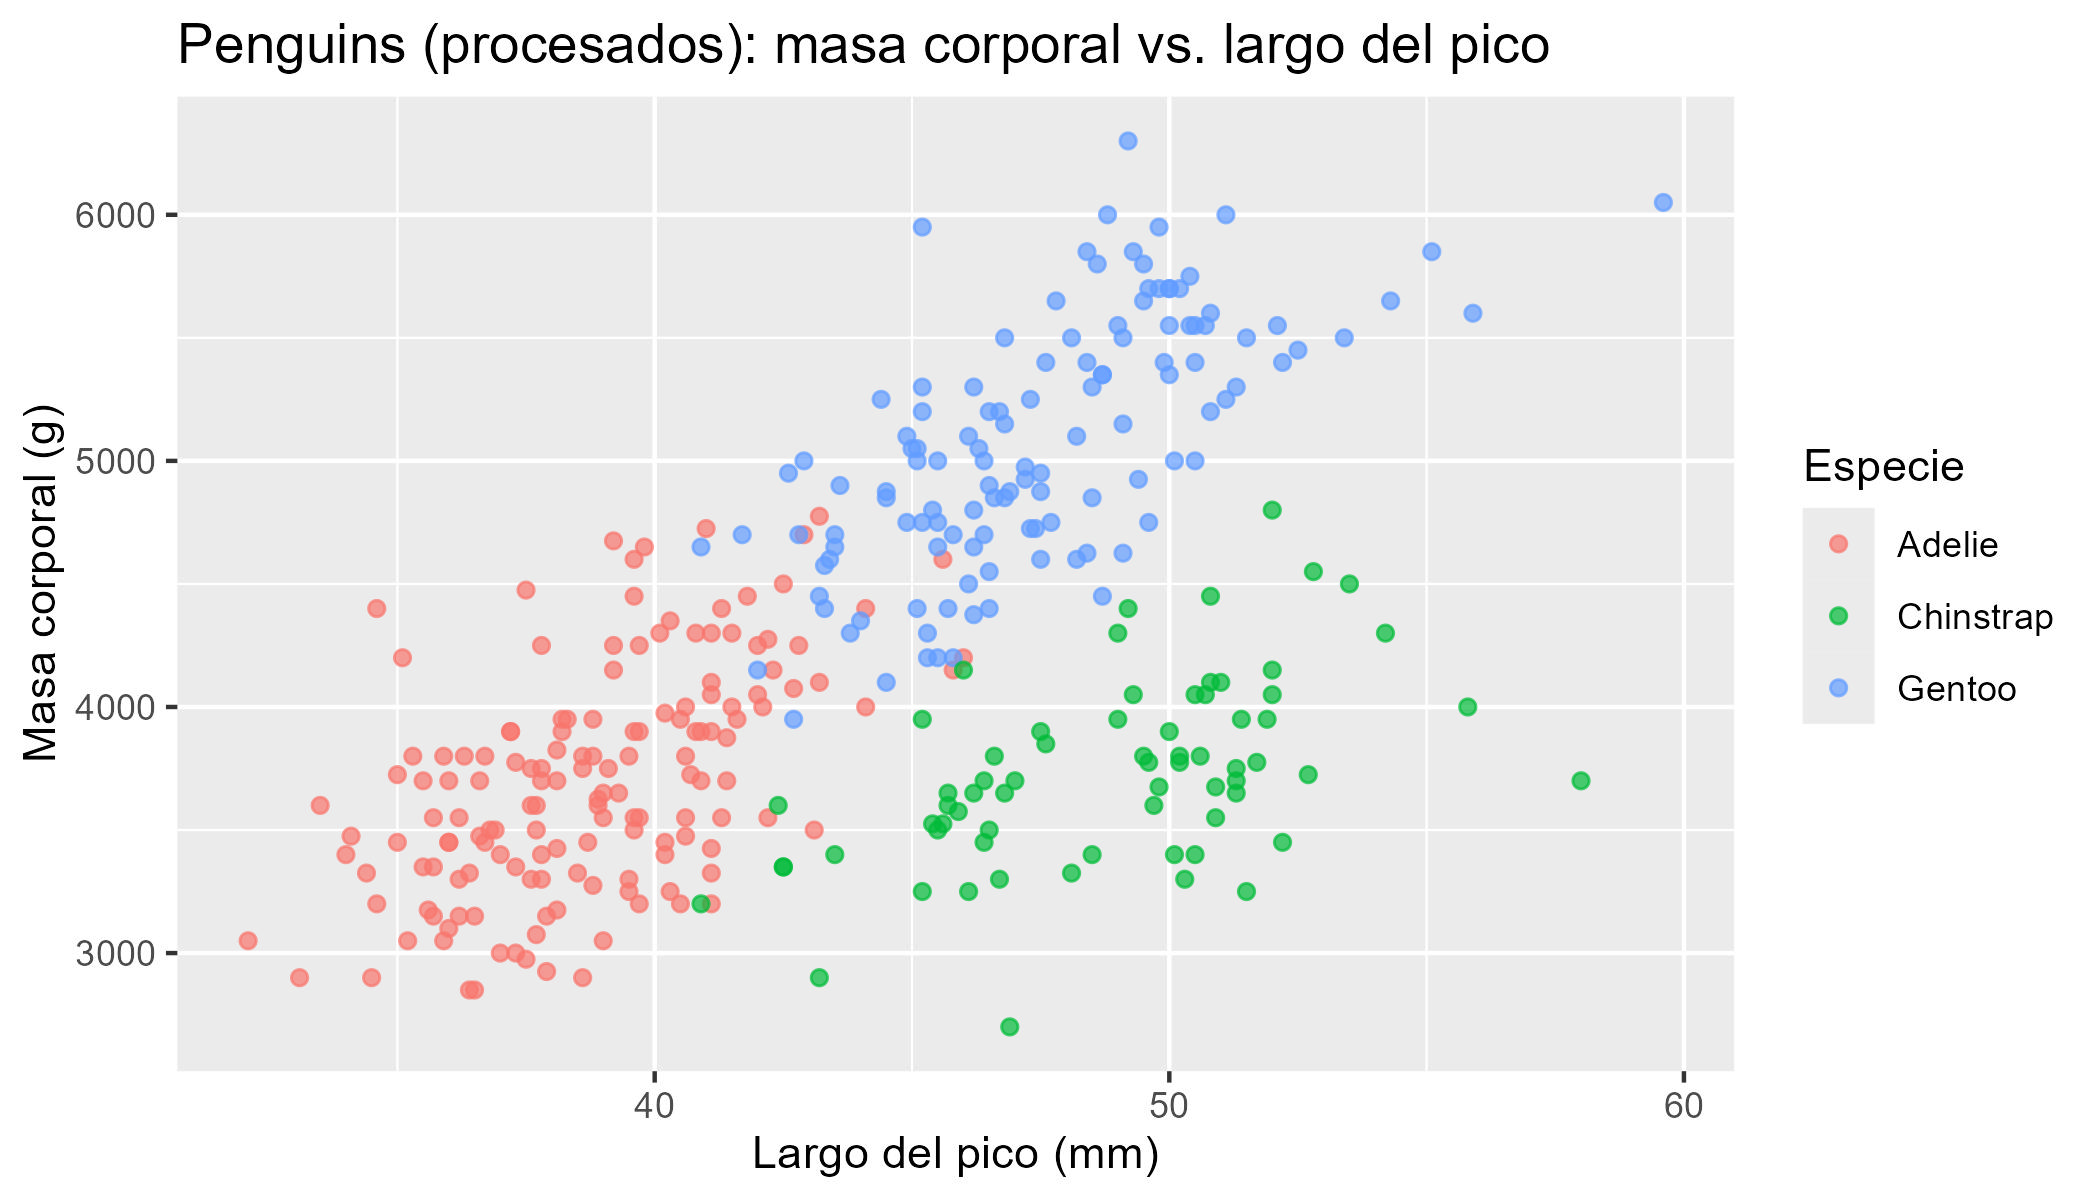 Penguins (procesados): masa corporal vs. largo del pico
Masa corporal (g)
6000
5000
4000
3000
40
50
60
Largo del pico (mm)
Especie
Adelie
Chinstrap
Gentoo